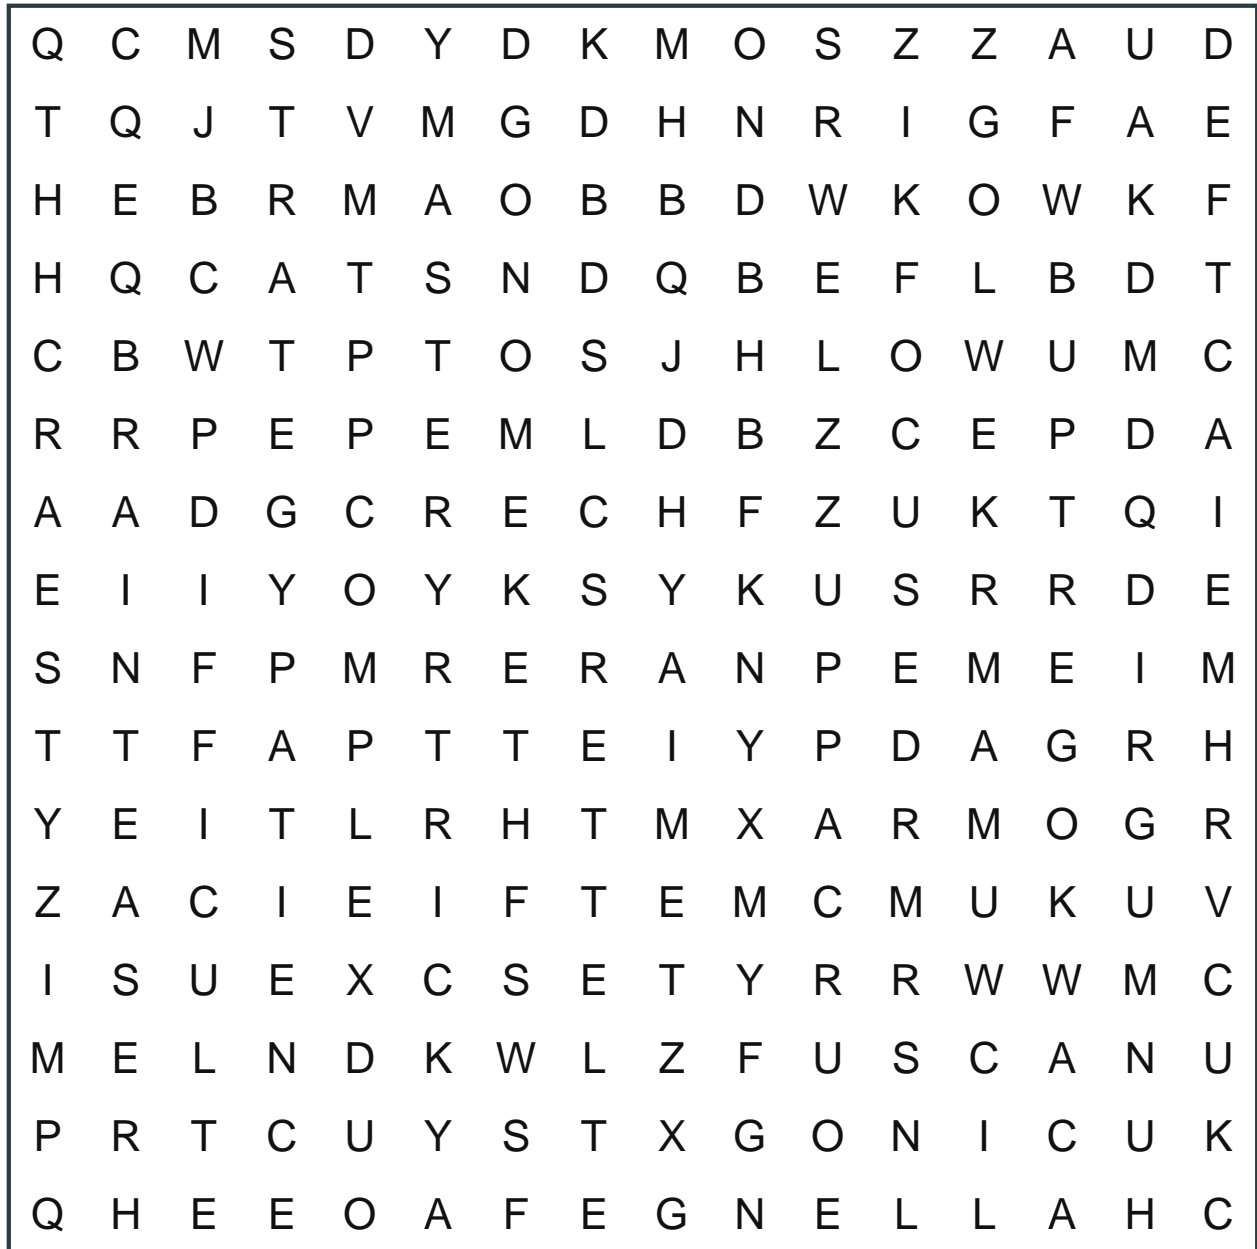 Q C M S D Y D K M O S Z Z A U D
T Q J T V M G D H N R I G F A E
H E B R M A O B B D W K O W K F
H Q C A T S N D Q B E F L B D T
C B W T P T O S J H L O W U M C
R R P E P E M L D B Z C E P D A
A A D G C R E C H F Z U K T Q I
E I I Y O Y K S Y K U S R R D E
S N F P M R E R A N P E M E I M
T T F A P T T E I Y P D A G R H
Y E I T L R H T M X A R M O G R
Z A C I E I F T E M C M U K U V
I S U E X C S E T Y R R W W M C
M E L N D K W L Z F U S C A N U
P R T C U Y S T X G O N I C U K
Q H E E O A F E G N E L L A H C